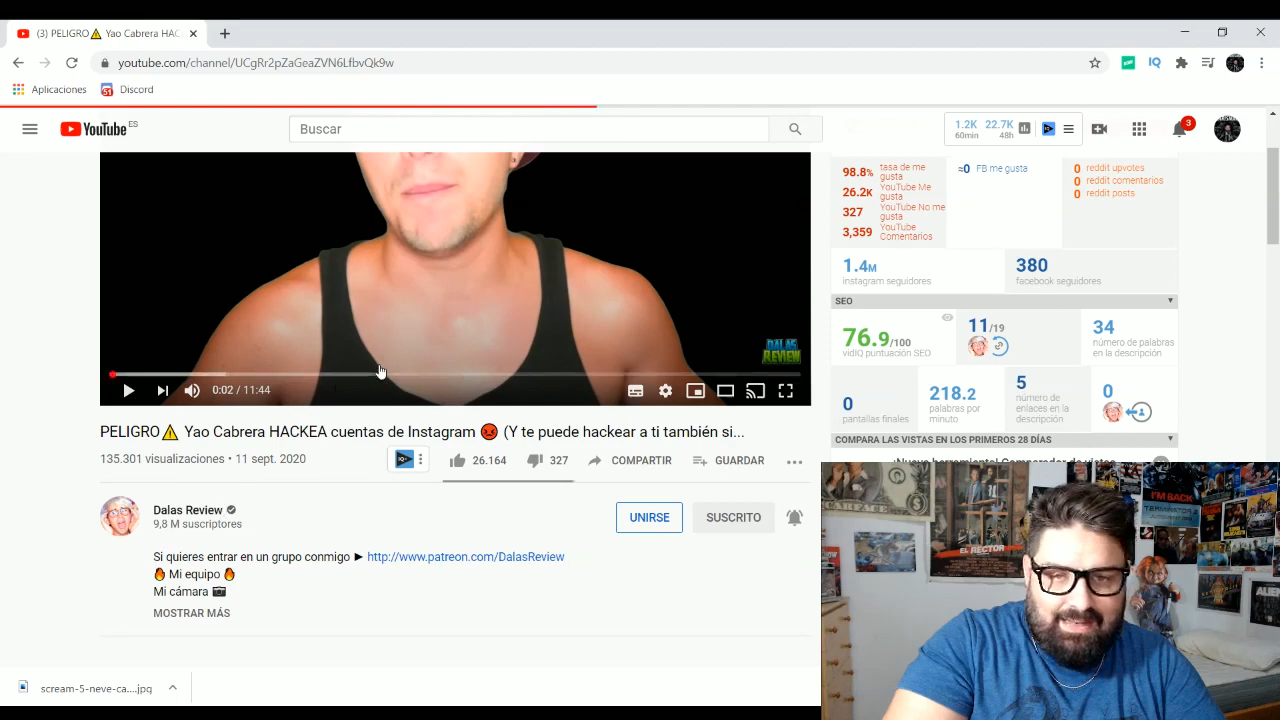 (3) PELIGRO⚠ Yao Cabrera HAC
youtube.com/channel/UCgRr2pZaGeaZVN6LfbvQk9w
IQ
Aplicaciones
51
Discord
YouTube ES
Buscar
1.2K 22.7K
60min 48h
3
98.8% tasa de me gusta
26.2K YouTube Me gusta
327 YouTube No me gusta
3,359 YouTube Comentarios
≈0 FB me gusta
0 reddit upvotes
0 reddit comentarios
0 reddit posts
1.4M
instagram seguidores
380
facebook seguidores
SEO
76.9/100
vidIQ puntuación SEO
11/19
34
número de palabras
en la descripción
0
pantallas finales
218.2
palabras por
minuto
5
número de
enlaces en la
descripción
0
COMPARA LAS VISTAS EN LOS PRIMEROS 28 DÍAS
DALAS
REVIEW
0:02 / 11:44
PELIGRO⚠ Yao Cabrera HACKEA cuentas de Instagram 😡 (Y te puede hackear a ti también si...
135.301 visualizaciones • 11 sept. 2020
26.164
327
COMPARTIR
GUARDAR
Dalas Review
9,8 M suscriptores
UNIRSE
SUSCRITO
Si quieres entrar en un grupo conmigo ► http://www.patreon.com/DalasReview
🔥 Mi equipo 🔥
Mi cámara 📷
MOSTRAR MÁS
scream-5-neve-ca....jpg
SCARFACE
EL RECTOR
I'M BACK
TERMINATOR